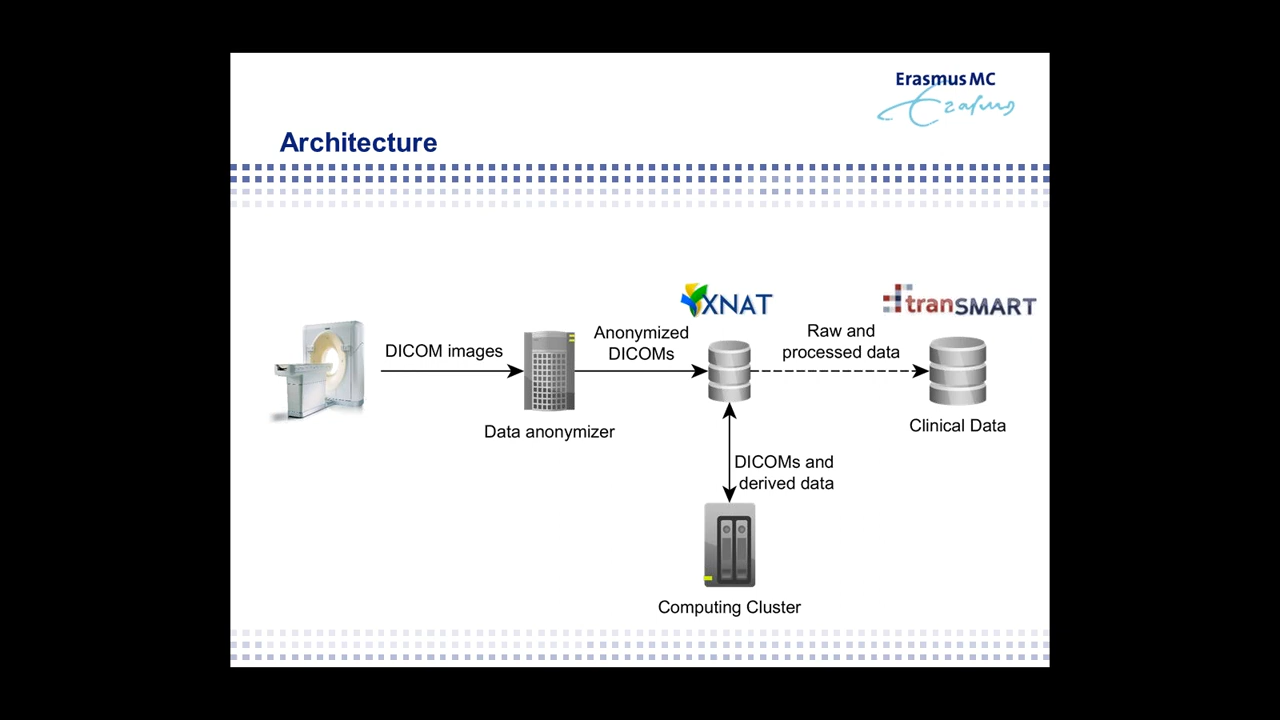 Erasmus MC
Erasmus
Architecture
XNAT
tranSMART
DICOM images
Anonymized
DICOMs
Raw and
processed data
Data anonymizer
Clinical Data
DICOMs and
derived data
Computing Cluster